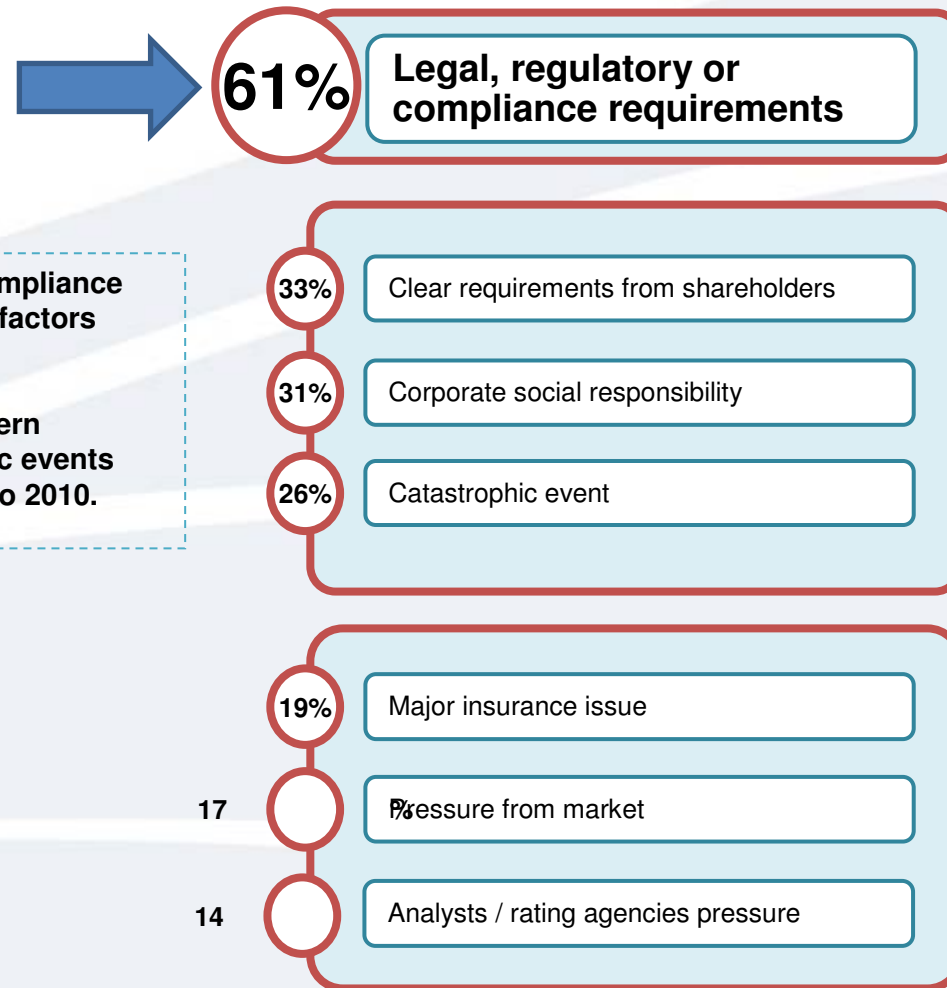 61%
Legal, regulatory or
compliance requirements
mpliance
factors
ern
c events
o 2010.
33%
Clear requirements from shareholders
31%
Corporate social responsibility
26%
Catastrophic event
19%
Major insurance issue
17
%
Pressure from market
14
Analysts / rating agencies pressure